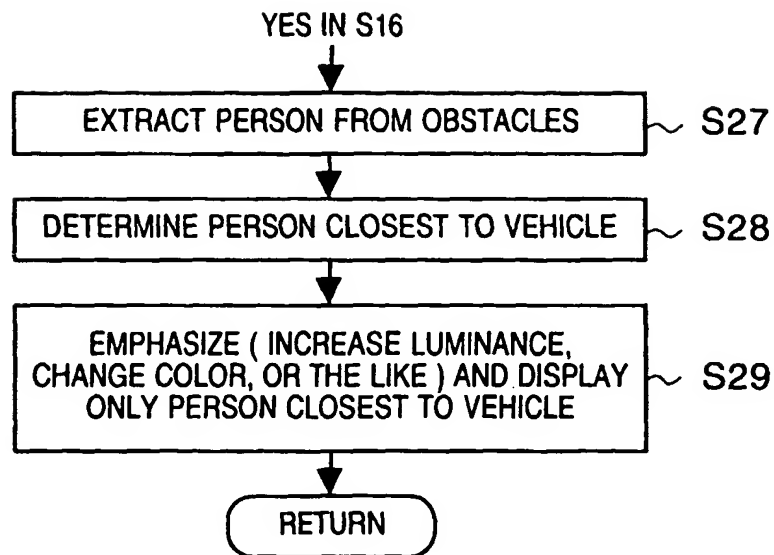 YES IN S16
EXTRACT PERSON FROM OBSTACLES
S27
DETERMINE PERSON CLOSEST TO VEHICLE
S28
EMPHASIZE ( INCREASE LUMINANCE,
CHANGE COLOR, OR THE LIKE ) AND DISPLAY
ONLY PERSON CLOSEST TO VEHICLE
S29
RETURN